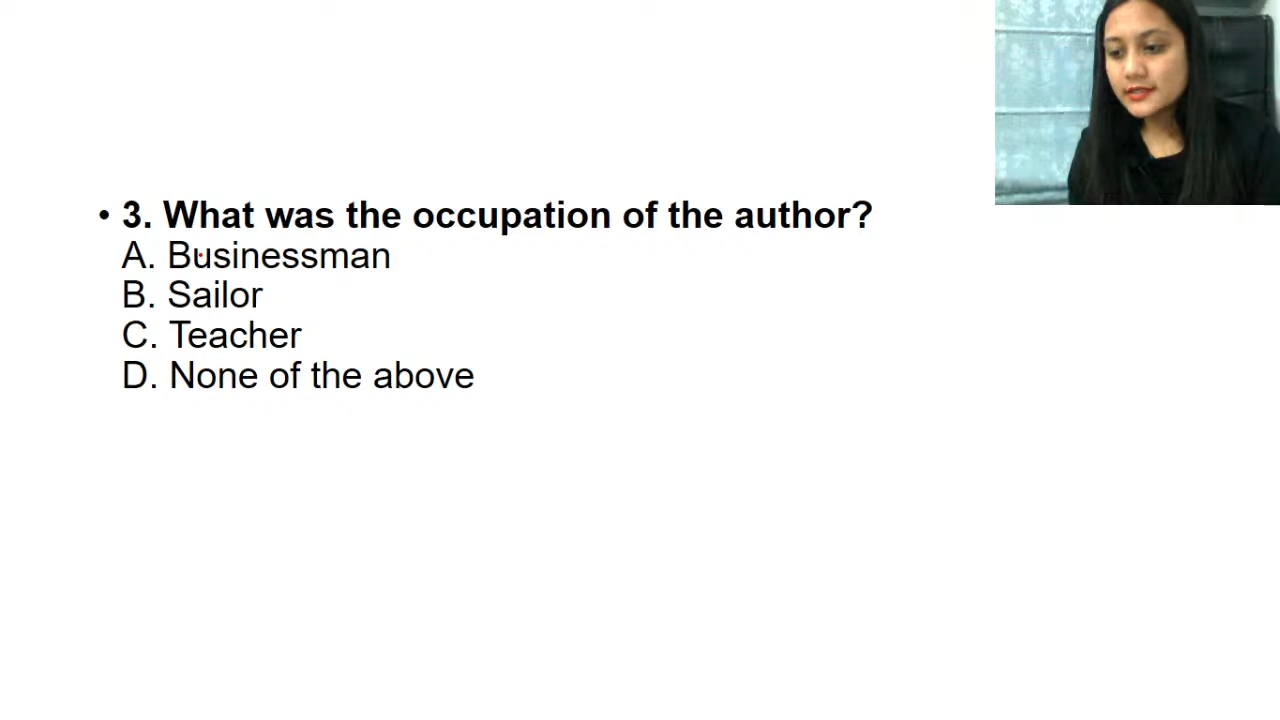 • 3. What was the occupation of the author?
A. Businessman
B. Sailor
C. Teacher
D. None of the above